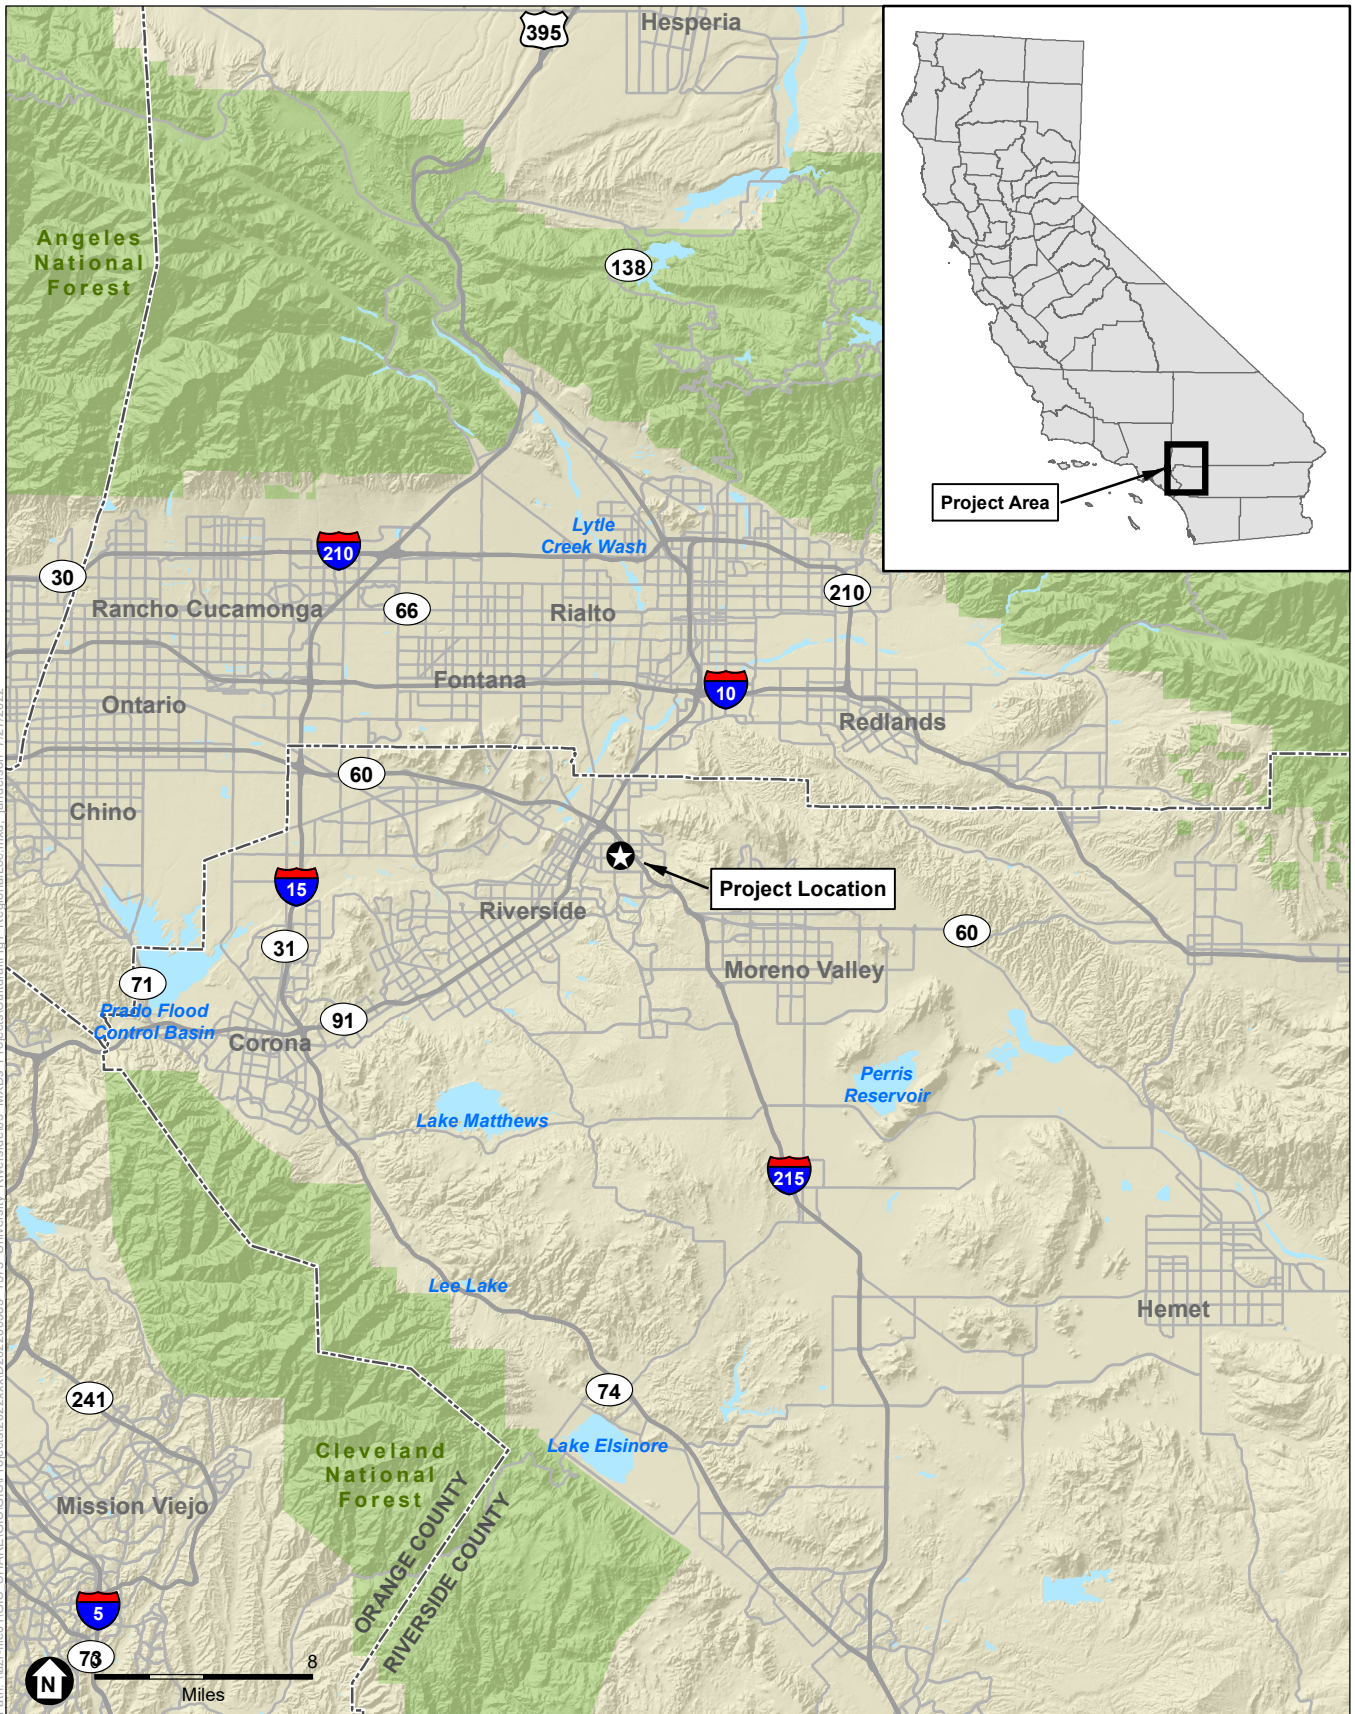 395
Hesperia
Angeles
National
Forest
138
Project Area
Lytle
Creek Wash
210
30
Rancho Cucamonga
66
Rialto
210
Fontana
10
Ontario
Redlands
60
Chino
Project Location
15
Riverside
31
60
71
Moreno Valley
Prado Flood
Control Basin
91
Corona
Perris
Reservoir
Lake Matthews
215
Lee Lake
Hemet
241
74
Cleveland
National
Forest
Lake Elsinore
Mission Viejo
ORANGE COUNTY
RIVERSIDE COUNTY
5
73
0
8
N
Miles